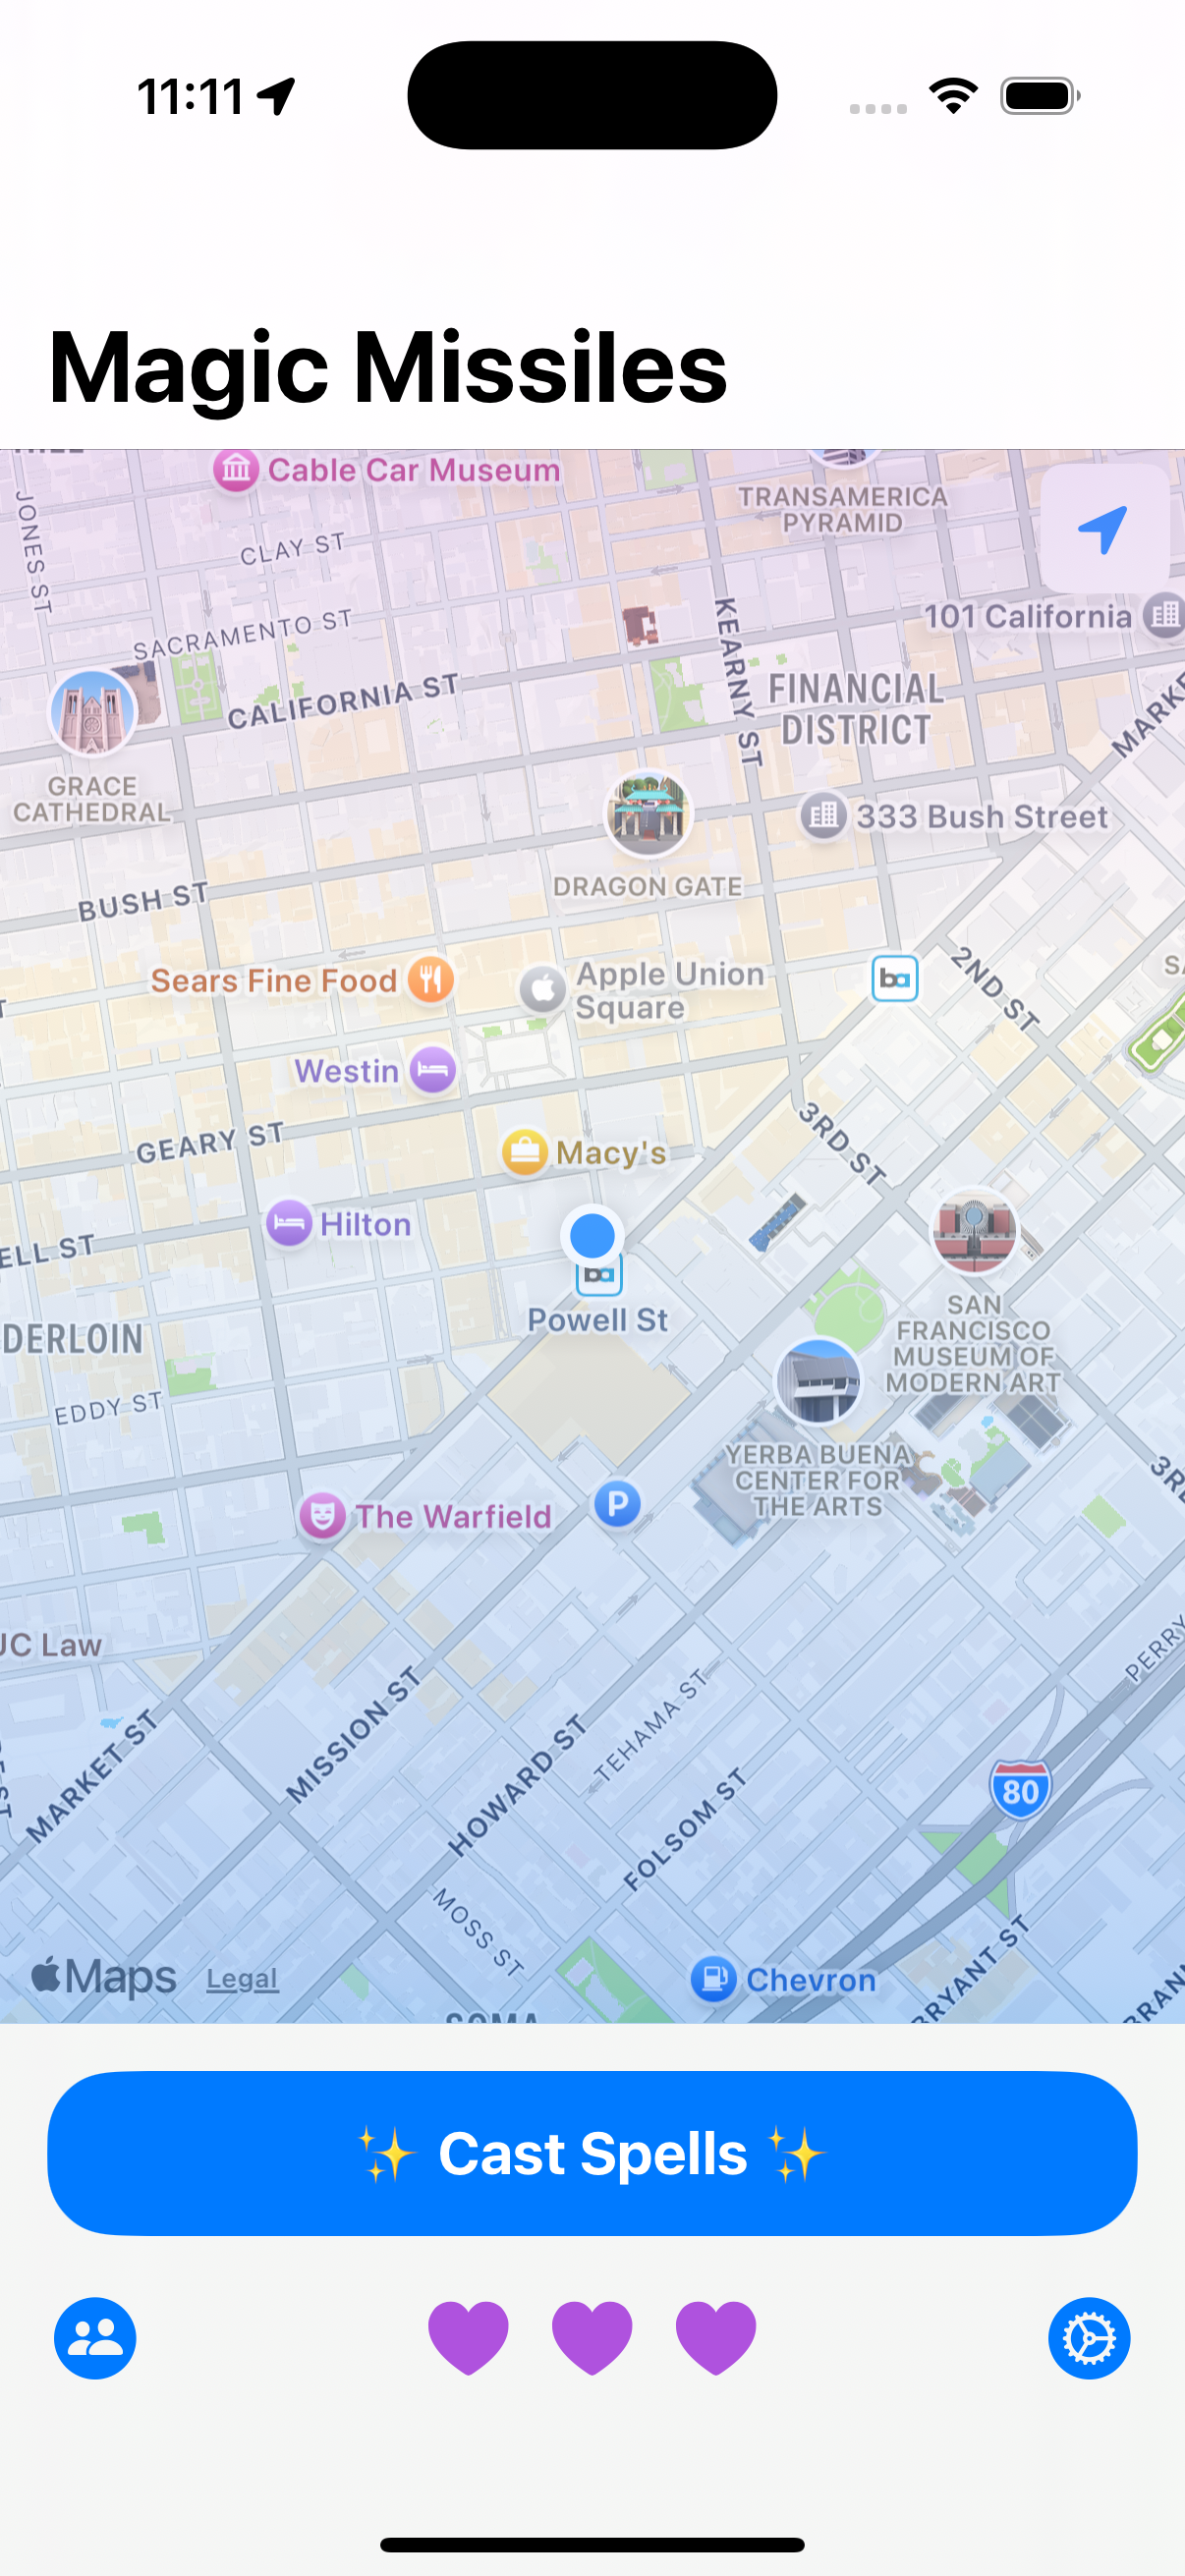 11:11
Magic Missiles
Cable Car Museum
TRANSAMERICA
PYRAMID
JONES ST
CLAY ST
101 California
SACRAMENTO ST
KEARNY ST
CALIFORNIA ST
FINANCIAL
DISTRICT
GRACE
CATHEDRAL
333 Bush Street
DRAGON GATE
BUSH ST
Sears Fine Food
Apple Union
Square
ba
2ND ST
Westin
GEARY ST
Macy's
3RD ST
Hilton
ELL ST
ba
Powell St
SAN
FRANCISCO
MUSEUM OF
MODERN ART
DERLOIN
EDDY ST
YERBA BUENA
CENTER FOR
THE ARTS
P
The Warfield
UC Law
PERRY
MARKET ST
MISSION ST
HOWARD ST
TEHAMA ST
FOLSOM ST
80
MOSS ST
BRYANT ST
Maps
Legal
Chevron
SOMA
✨ Cast Spells ✨